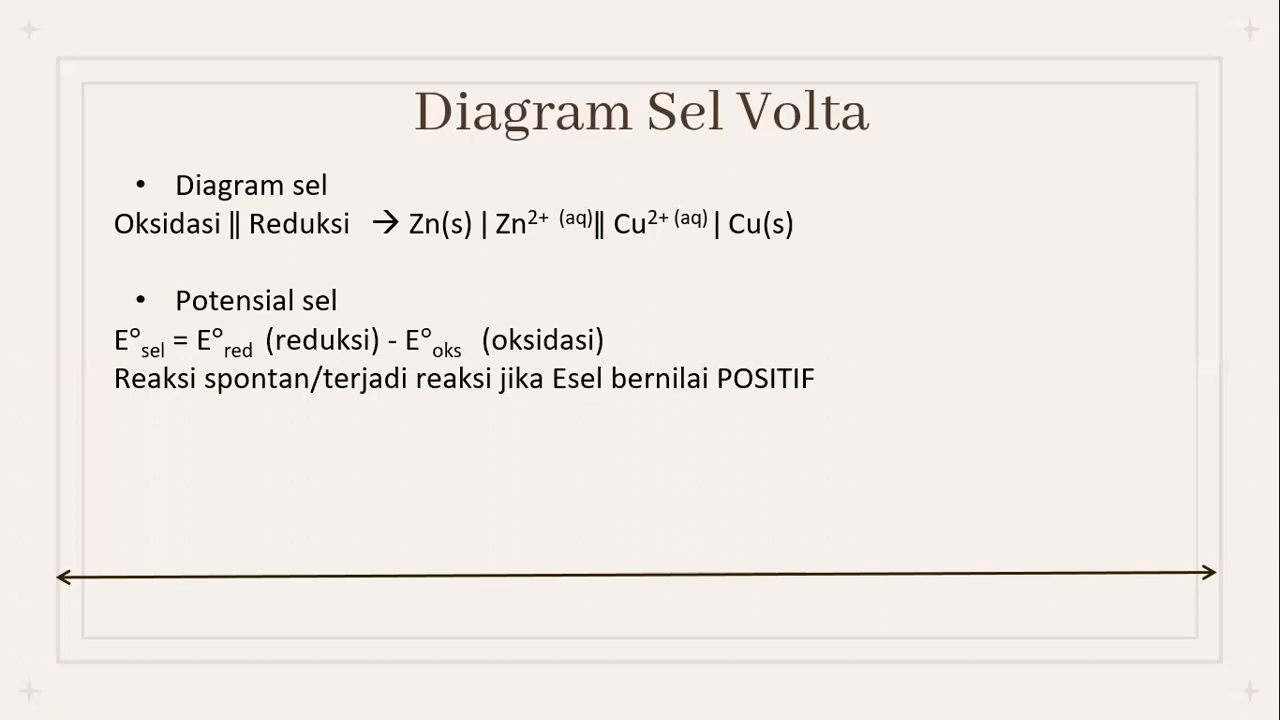 Diagram Sel Volta
• Diagram sel
Oksidasi ‖ Reduksi → Zn(s) | Zn²⁺ ⁽ᵃq⁾‖ Cu²⁺ ⁽ᵃq⁾ | Cu(s)
• Potensial sel
E°sel = E°red (reduksi) - E°oks (oksidasi)
Reaksi spontan/terjadi reaksi jika Esel bernilai POSITIF